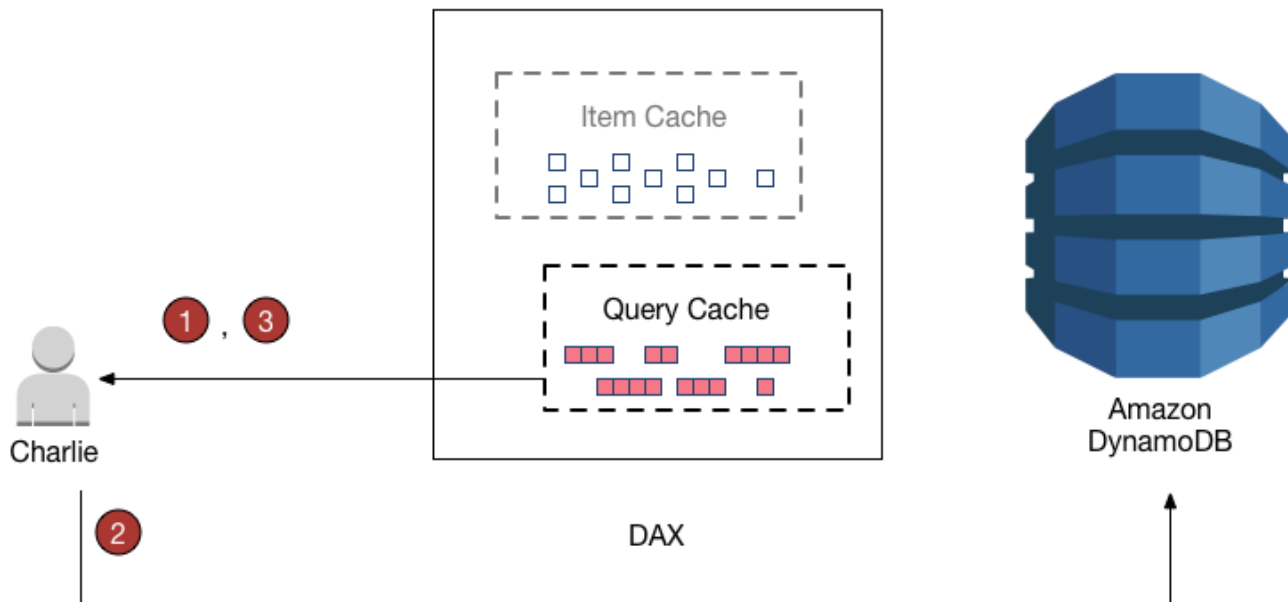 Item Cache
Query Cache
1 , 3
Charlie
Amazon
DynamoDB
2
DAX